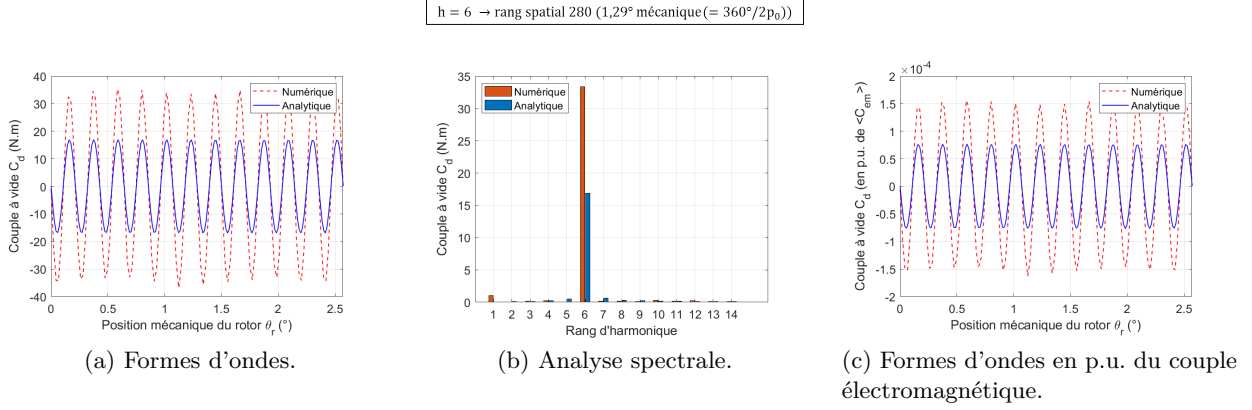 h = 6 → rang spatial 280 (1,29° mécanique(= 360°/2p₀))
40
30
20
10
0
-10
-20
-30
-40
Couple à vide C_d (N.m)
0
0.5
1
1.5
2
2.5
Position mécanique du rotor θ_r (°)
Numérique
Analytique
(a) Formes d'ondes.
35
30
25
20
15
10
5
0
Couple à vide C_d (N.m)
1 2 3 4 5 6 7 8 9 10 11 12 13 14
Rang d'harmonique
Numérique
Analytique
(b) Analyse spectrale.
×10⁻⁴
2
1.5
1
0.5
0
-0.5
-1
-1.5
-2
Couple à vide C_d (en p.u. de <C_em>)
0
0.5
1
1.5
2
2.5
Position mécanique du rotor θ_r (°)
Numérique
Analytique
(c) Formes d'ondes en p.u. du couple
électromagnétique.